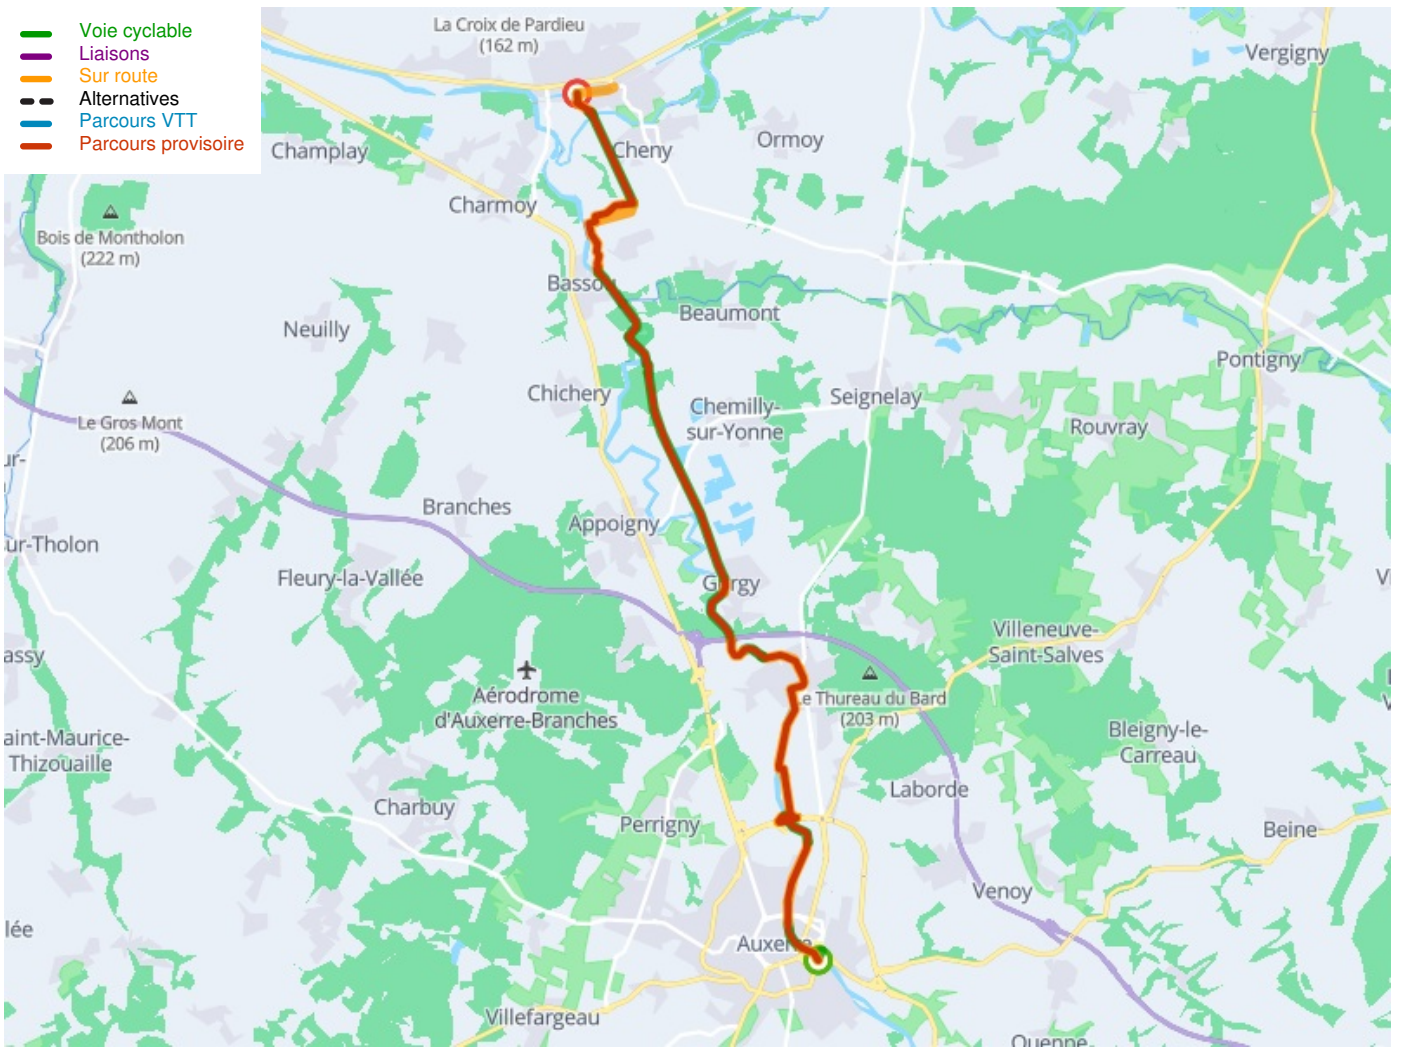 Voie cyclable
Liaisons
Sur route
Alternatives
Parcours VTT
Parcours provisoire
La Croix de Pardieu
(162 m)
Vergigny
Champlay
Cheny
Ormoy
Charmoy
Bois de Montholon
(222 m)
Basso
Beaumont
Neuilly
Pontigny
Le Gros Mont
(206 m)
Chichery
Chemilly-
sur-Yonne
Seignelay
Rouvray
ur-
Branches
Appoigny
sur-Tholon
Fleury-la-Vallée
G rgy
Vi
Villeneuve-
Saint-Salves
assy
Aérodrome
d'Auxerre-Branches
e Thureau du Bard
(203 m)
Bleigny-le-
Carreau
aint-Maurice-
Thizouaille
Laborde
Charbuy
Perrigny
Beine
Venoy
lée
Auxerre
Villefargeau
Quenne